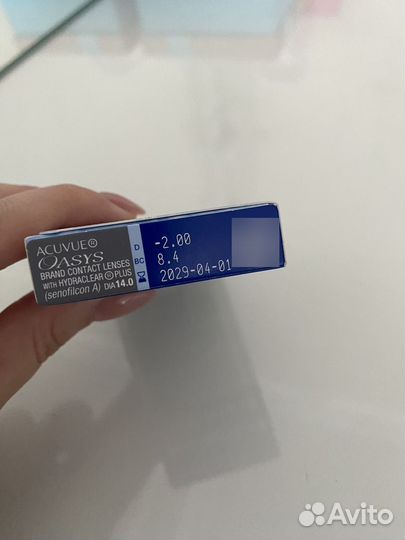 ACUVUE®
OASYS
BRAND CONTACT LENSES
WITH HYDRACLEAR® PLUS
(senofilcon A) DIA 14.0
D -2.00
BC 8.4
2029-04-01
Avito